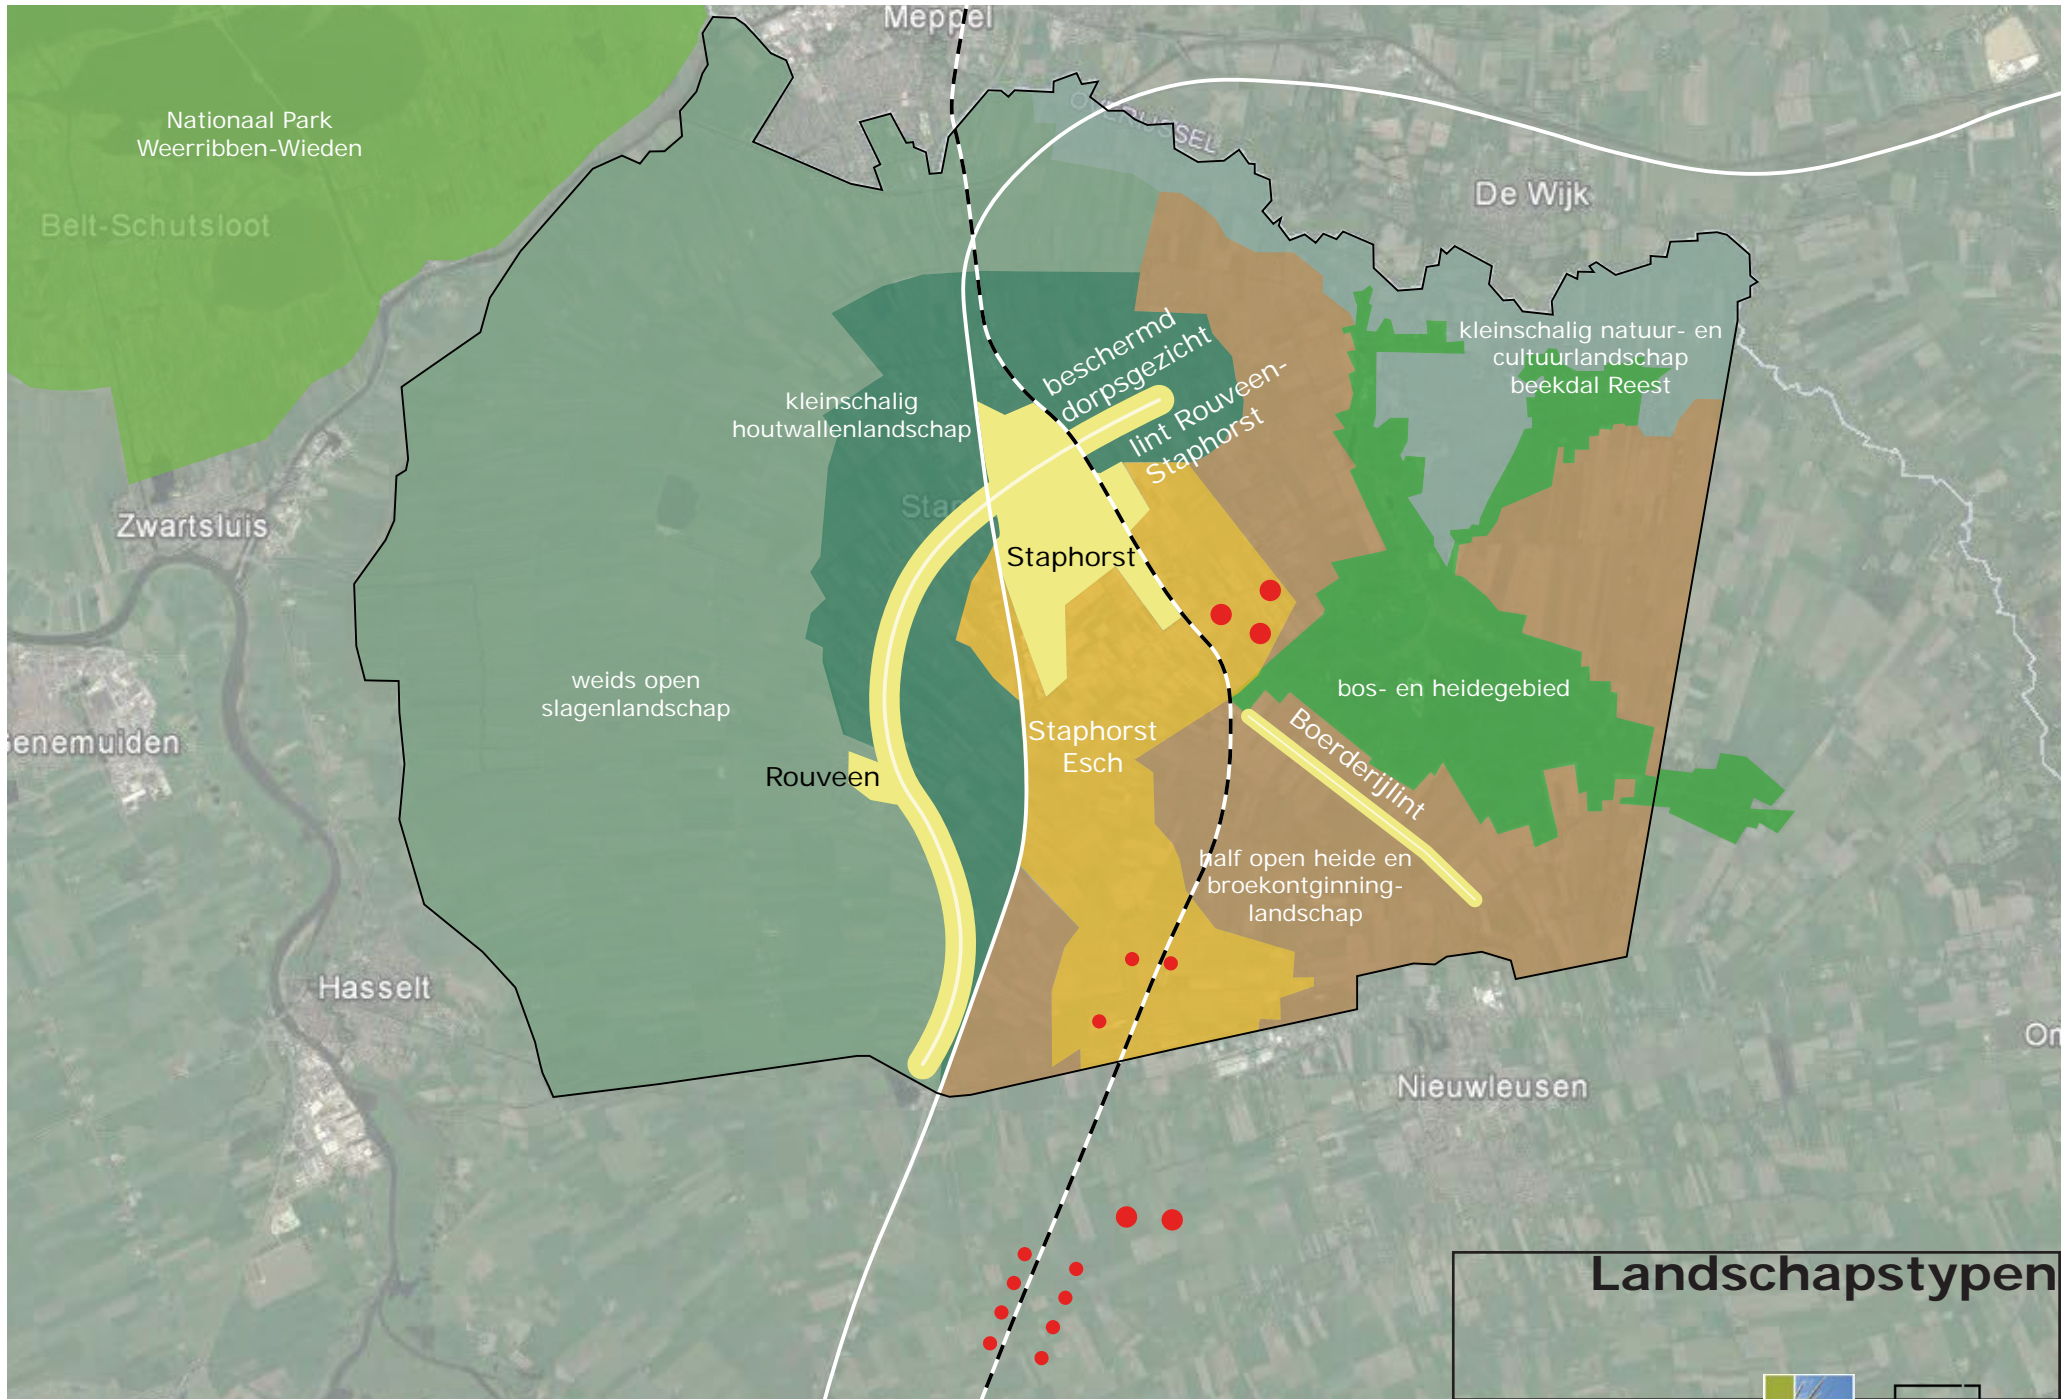 Meppel
Nationaal Park
Weerribben-Wieden
OVERIJSSEL
De Wijk
Belt-Schutsloot
beschermd
dorpsgezicht
lint Rouveen-
Staphorst
kleinschalig natuur- en
cultuurlandschap
beekdal Reest
kleinschalig
houtwallenlandschap
Zwartsluis
Staphorst
weids open
slagenlandschap
bos- en heidegebied
Staphorst
Esch
Boerderijlint
Genemuiden
Rouveen
half open heide en
broekontginning-
landschap
Hasselt
Nieuwleusen
Landschapstypen